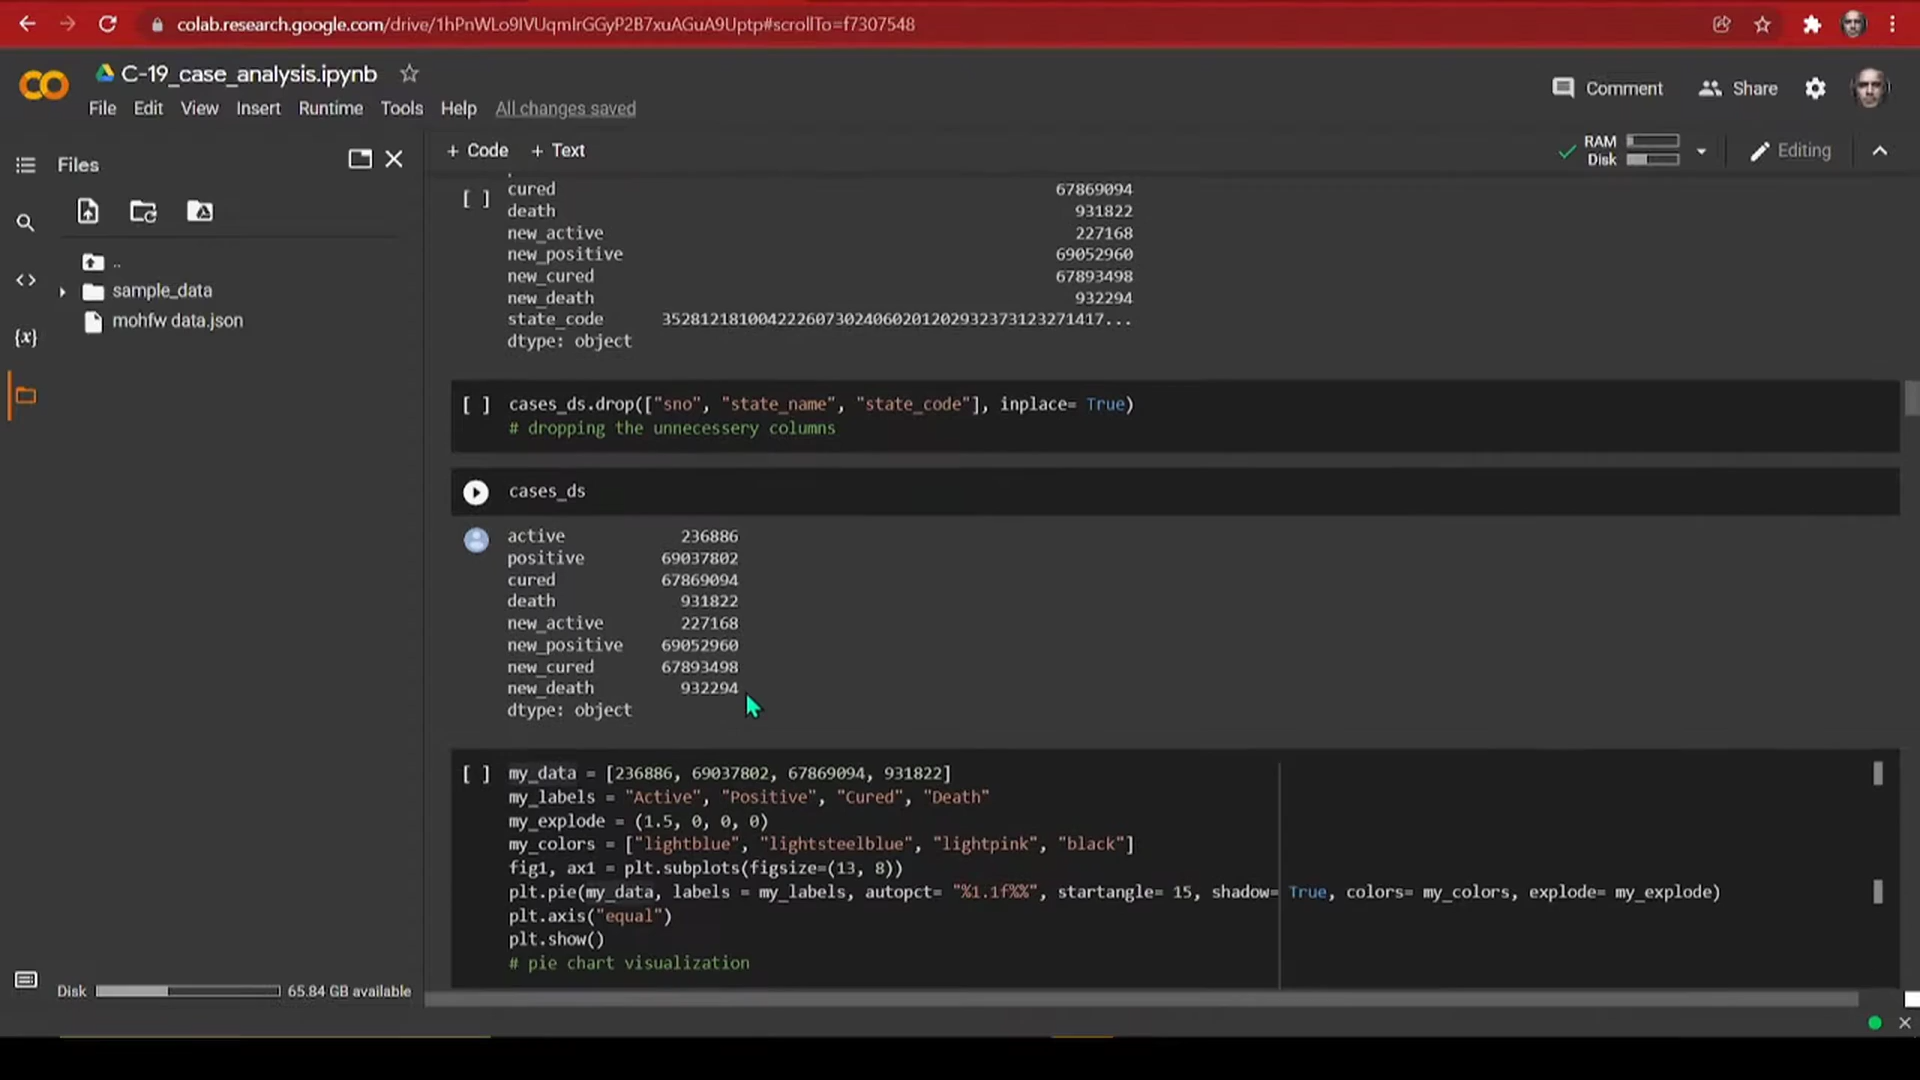 colab.research.google.com/drive/1hPnWLo9IVUqmIrGGyP2B7xuAGuA9Uptp#scrollTo=f7307548
C-19_case_analysis.ipynb
Comment
Share
File Edit View Insert Runtime Tools Help All changes saved
Files
+ Code + Text
RAM
Disk
Editing
..
sample_data
mohfw data.json
{x}
[ ]
cured 67869094
death 931822
new_active 227168
new_positive 69052960
new_cured 67893498
new_death 932294
state_code 3528121810042226073024060201202932373123271417...
dtype: object
[ ] cases_ds.drop(["sno", "state_name", "state_code"], inplace= True)
# dropping the unnecessery columns
cases_ds
active 236886
positive 69037802
cured 67869094
death 931822
new_active 227168
new_positive 69052960
new_cured 67893498
new_death 932294
dtype: object
[ ] my_data = [236886, 69037802, 67869094, 931822]
my_labels = "Active", "Positive", "Cured", "Death"
my_explode = (1.5, 0, 0, 0)
my_colors = ["lightblue", "lightsteelblue", "lightpink", "black"]
fig1, ax1 = plt.subplots(figsize=(13, 8))
plt.pie(my_data, labels = my_labels, autopct= "%1.1f%%", startangle= 15, shadow= True, colors= my_colors, explode= my_explode)
plt.axis("equal")
plt.show()
# pie chart visualization
Disk 65.84 GB available